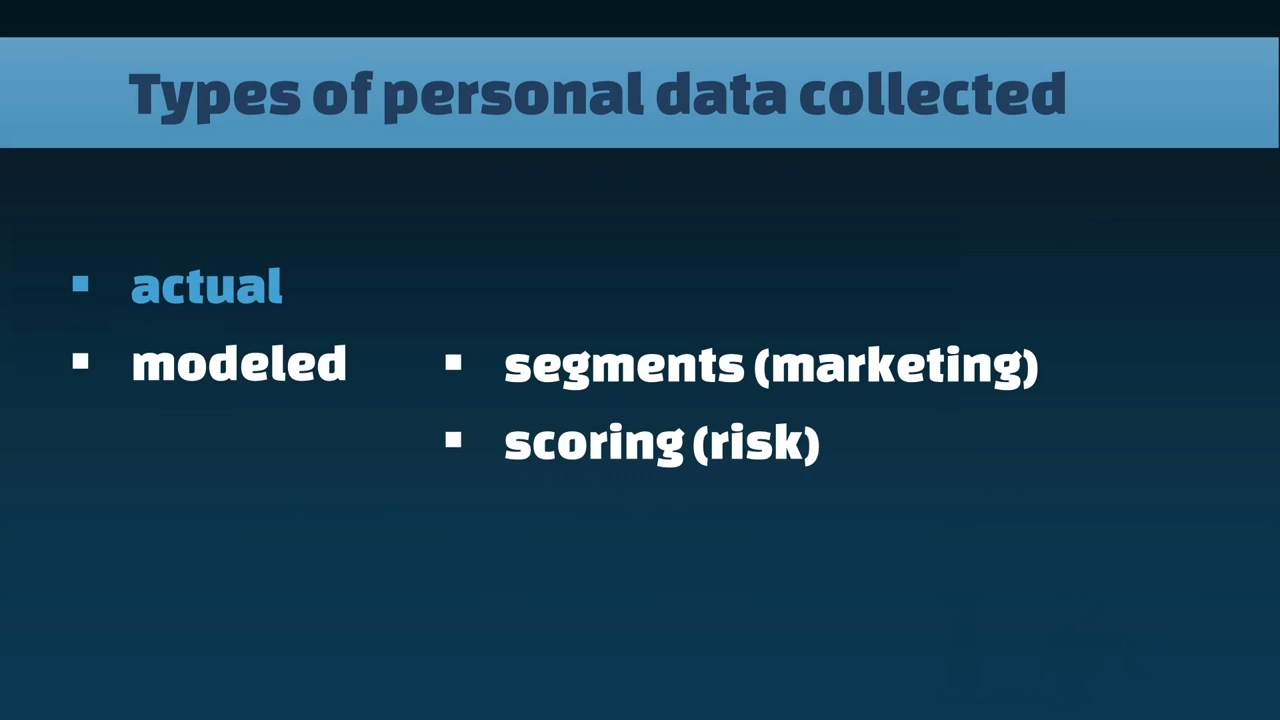 Types of personal data collected
▪ actual
▪ modeled ▪ segments (marketing)
▪ scoring (risk)